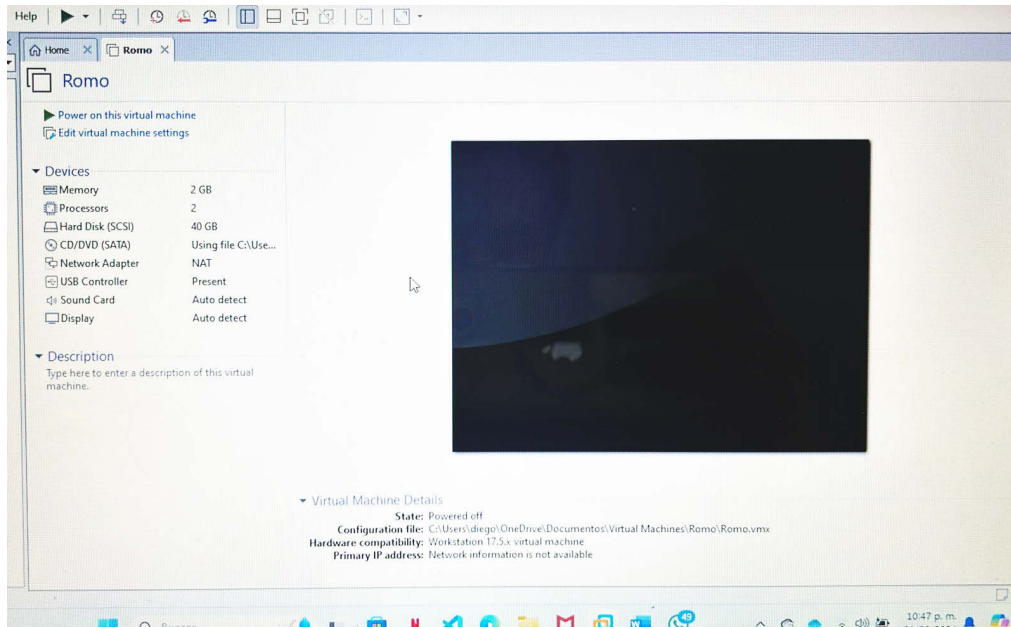 Help
Home
Romo
Romo
Power on this virtual machine
Edit virtual machine settings
Devices
Memory 2 GB
Processors 2
Hard Disk (SCSI) 40 GB
CD/DVD (SATA) Using file C:\Use...
Network Adapter NAT
USB Controller Present
Sound Card Auto detect
Display Auto detect
Description
Type here to enter a description of this virtual
machine.
Virtual Machine Details
State: Powered off
Configuration file: C:\Users\diego\OneDrive\Documentos\Virtual Machines\Romo\Romo.vmx
Hardware compatibility: Workstation 17.5.x virtual machine
Primary IP address: Network information is not available
49
10:47 p. m.